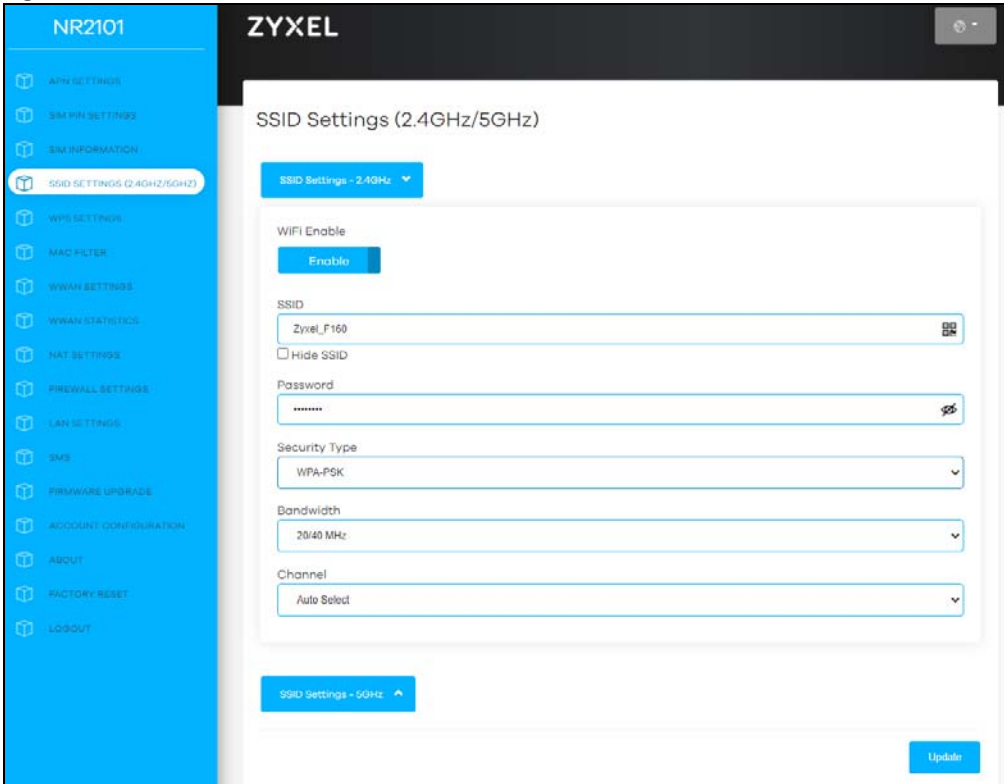 NR2101
ZYXEL
APN SETTINGS
SIM PIN SETTINGS
SIM INFORMATION
SSID SETTINGS (2.4GHZ/5GHZ)
WPS SETTINGS
MAC FILTER
WWAN SETTINGS
WWAN STATISTICS
NAT SETTINGS
FIREWALL SETTINGS
LAN SETTINGS
SMS
FIRMWARE UPGRADE
ACCOUNT CONFIGURATION
ABOUT
FACTORY RESET
LOGOUT
SSID Settings (2.4GHz/5GHz)
SSID Settings - 2.4GHz
WiFi Enable
Enable
SSID
Zyxel_F160
Hide SSID
Password
••••••••
Security Type
WPA-PSK
Bandwidth
20/40 MHz
Channel
Auto Select
SSID Settings - 5GHz
Update